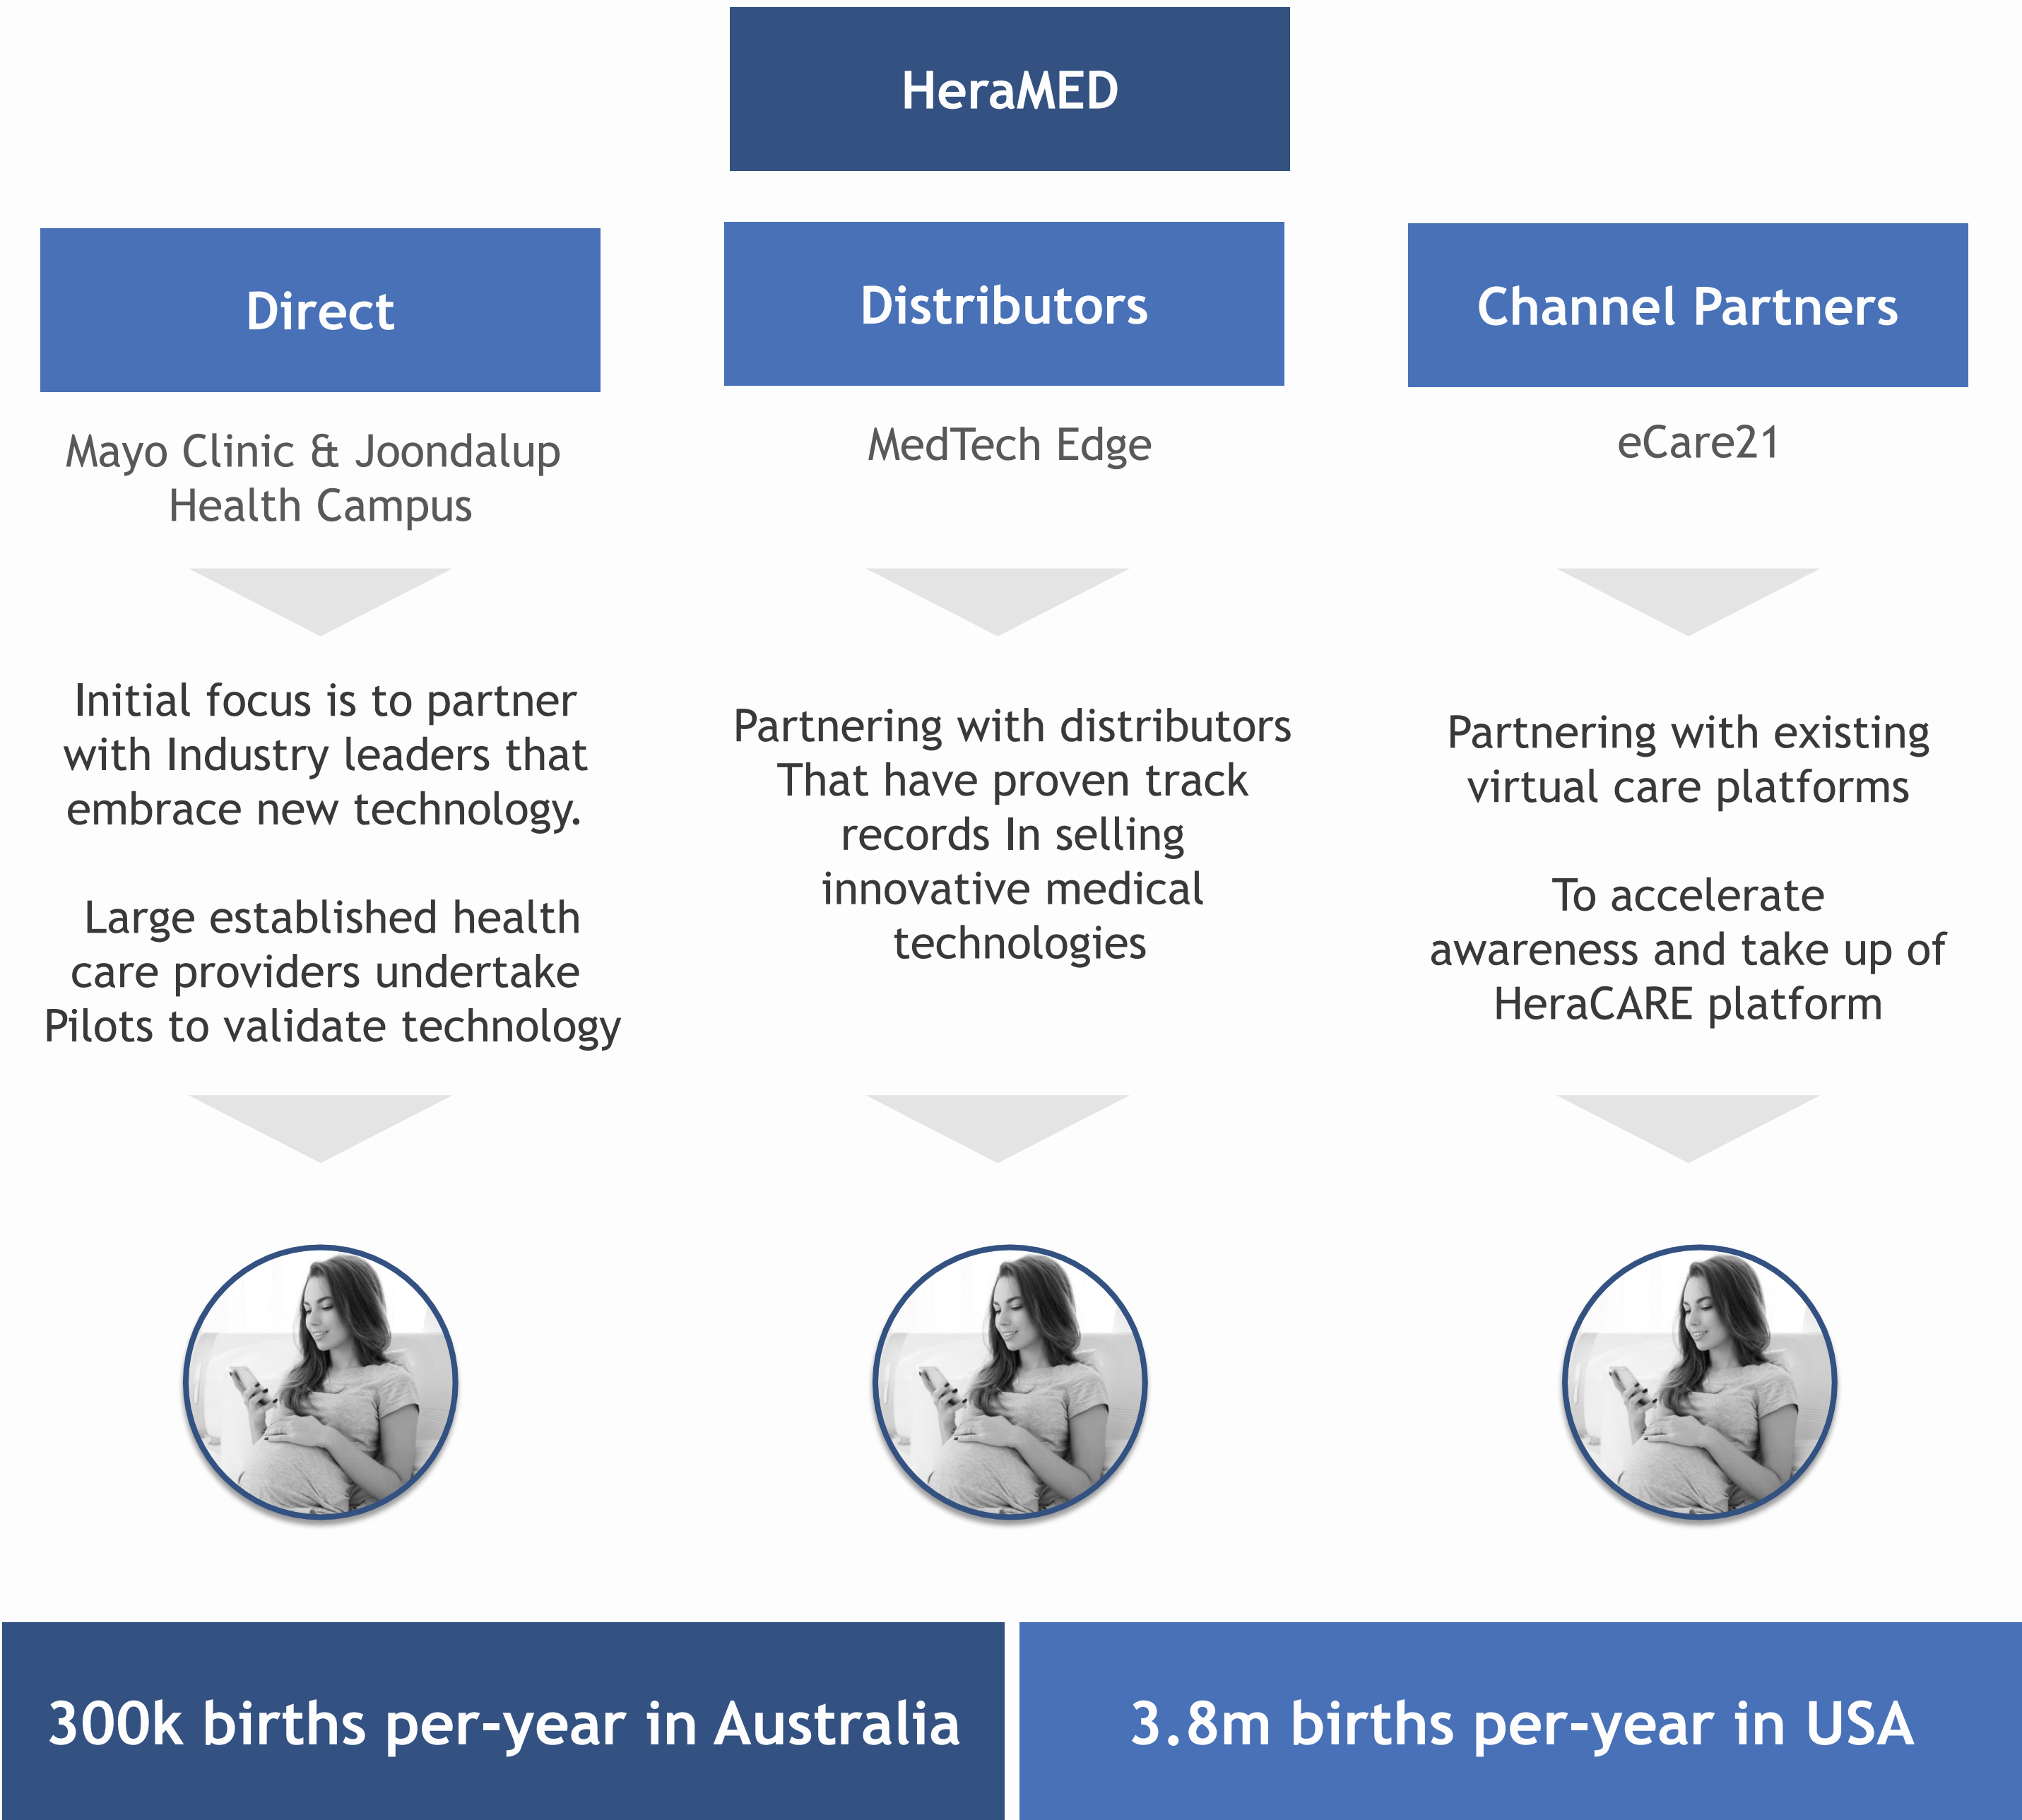 HeraMED
Direct
Mayo Clinic & Joondalup
Health Campus
Initial focus is to partner
with Industry leaders that
embrace new technology.
Large established health
care providers undertake
Pilots to validate technology
Distributors
MedTech Edge
Partnering with distributors
That have proven track
records In selling
innovative medical
technologies
Channel Partners
eCare21
Partnering with existing
virtual care platforms
To accelerate
awareness and take up of
HeraCARE platform
300k births per-year in Australia
3.8m births per-year in USA